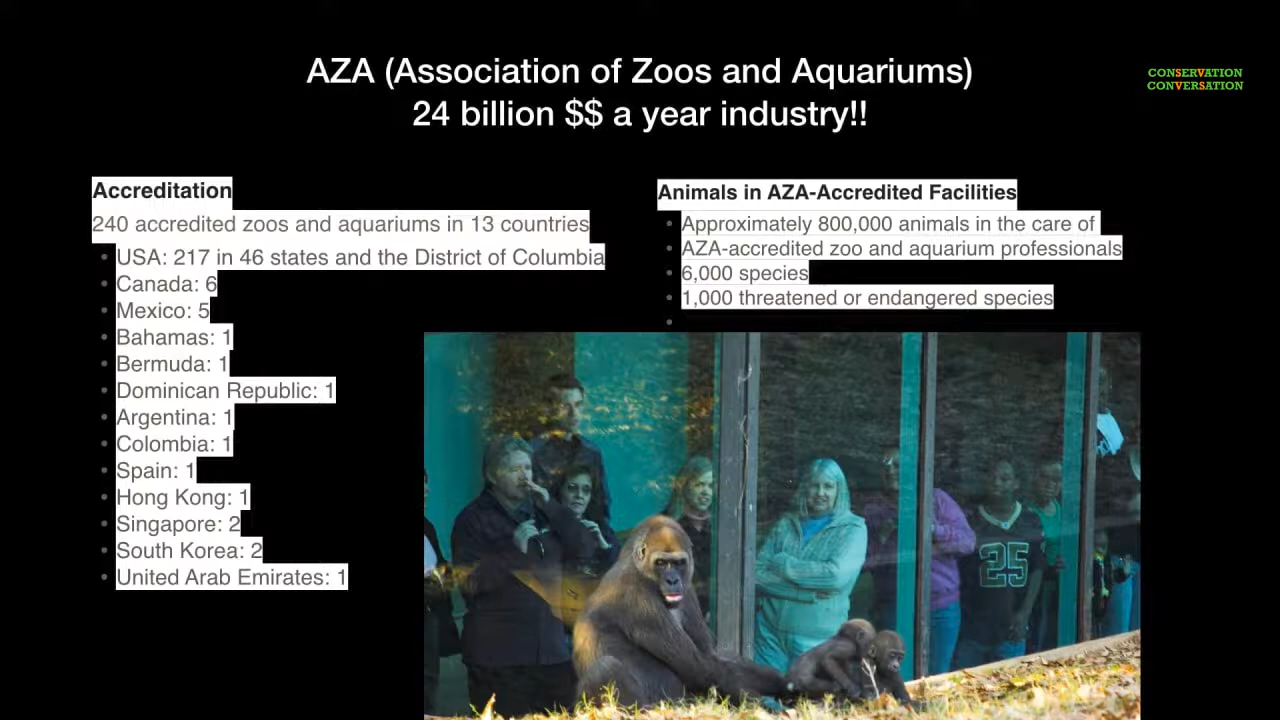 AZA (Association of Zoos and Aquariums)
24 billion $$ a year industry!!
CONSERVATION
CONVERSATION
Accreditation
240 accredited zoos and aquariums in 13 countries
• USA: 217 in 46 states and the District of Columbia
• Canada: 6
• Mexico: 5
• Bahamas: 1
• Bermuda: 1
• Dominican Republic: 1
• Argentina: 1
• Colombia: 1
• Spain: 1
• Hong Kong: 1
• Singapore: 2
• South Korea: 2
• United Arab Emirates: 1
Animals in AZA-Accredited Facilities
• Approximately 800,000 animals in the care of
• AZA-accredited zoo and aquarium professionals
• 6,000 species
• 1,000 threatened or endangered species
•
25